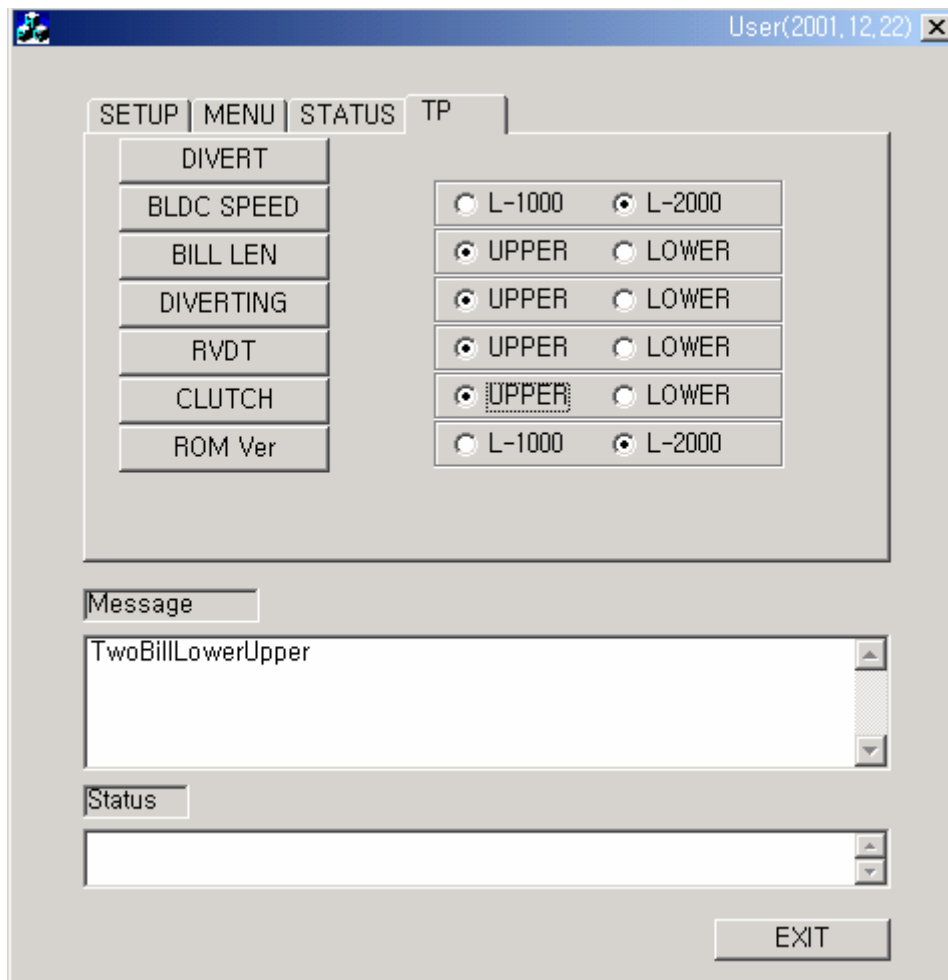 User(2001,12,22)
SETUP MENU STATUS TP
DIVERT
BLDC SPEED L-1000 L-2000
BILL LEN UPPER LOWER
DIVERTING UPPER LOWER
RVDT UPPER LOWER
CLUTCH UPPER LOWER
ROM Ver L-1000 L-2000
Message
TwoBillLowerUpper
Status
EXIT